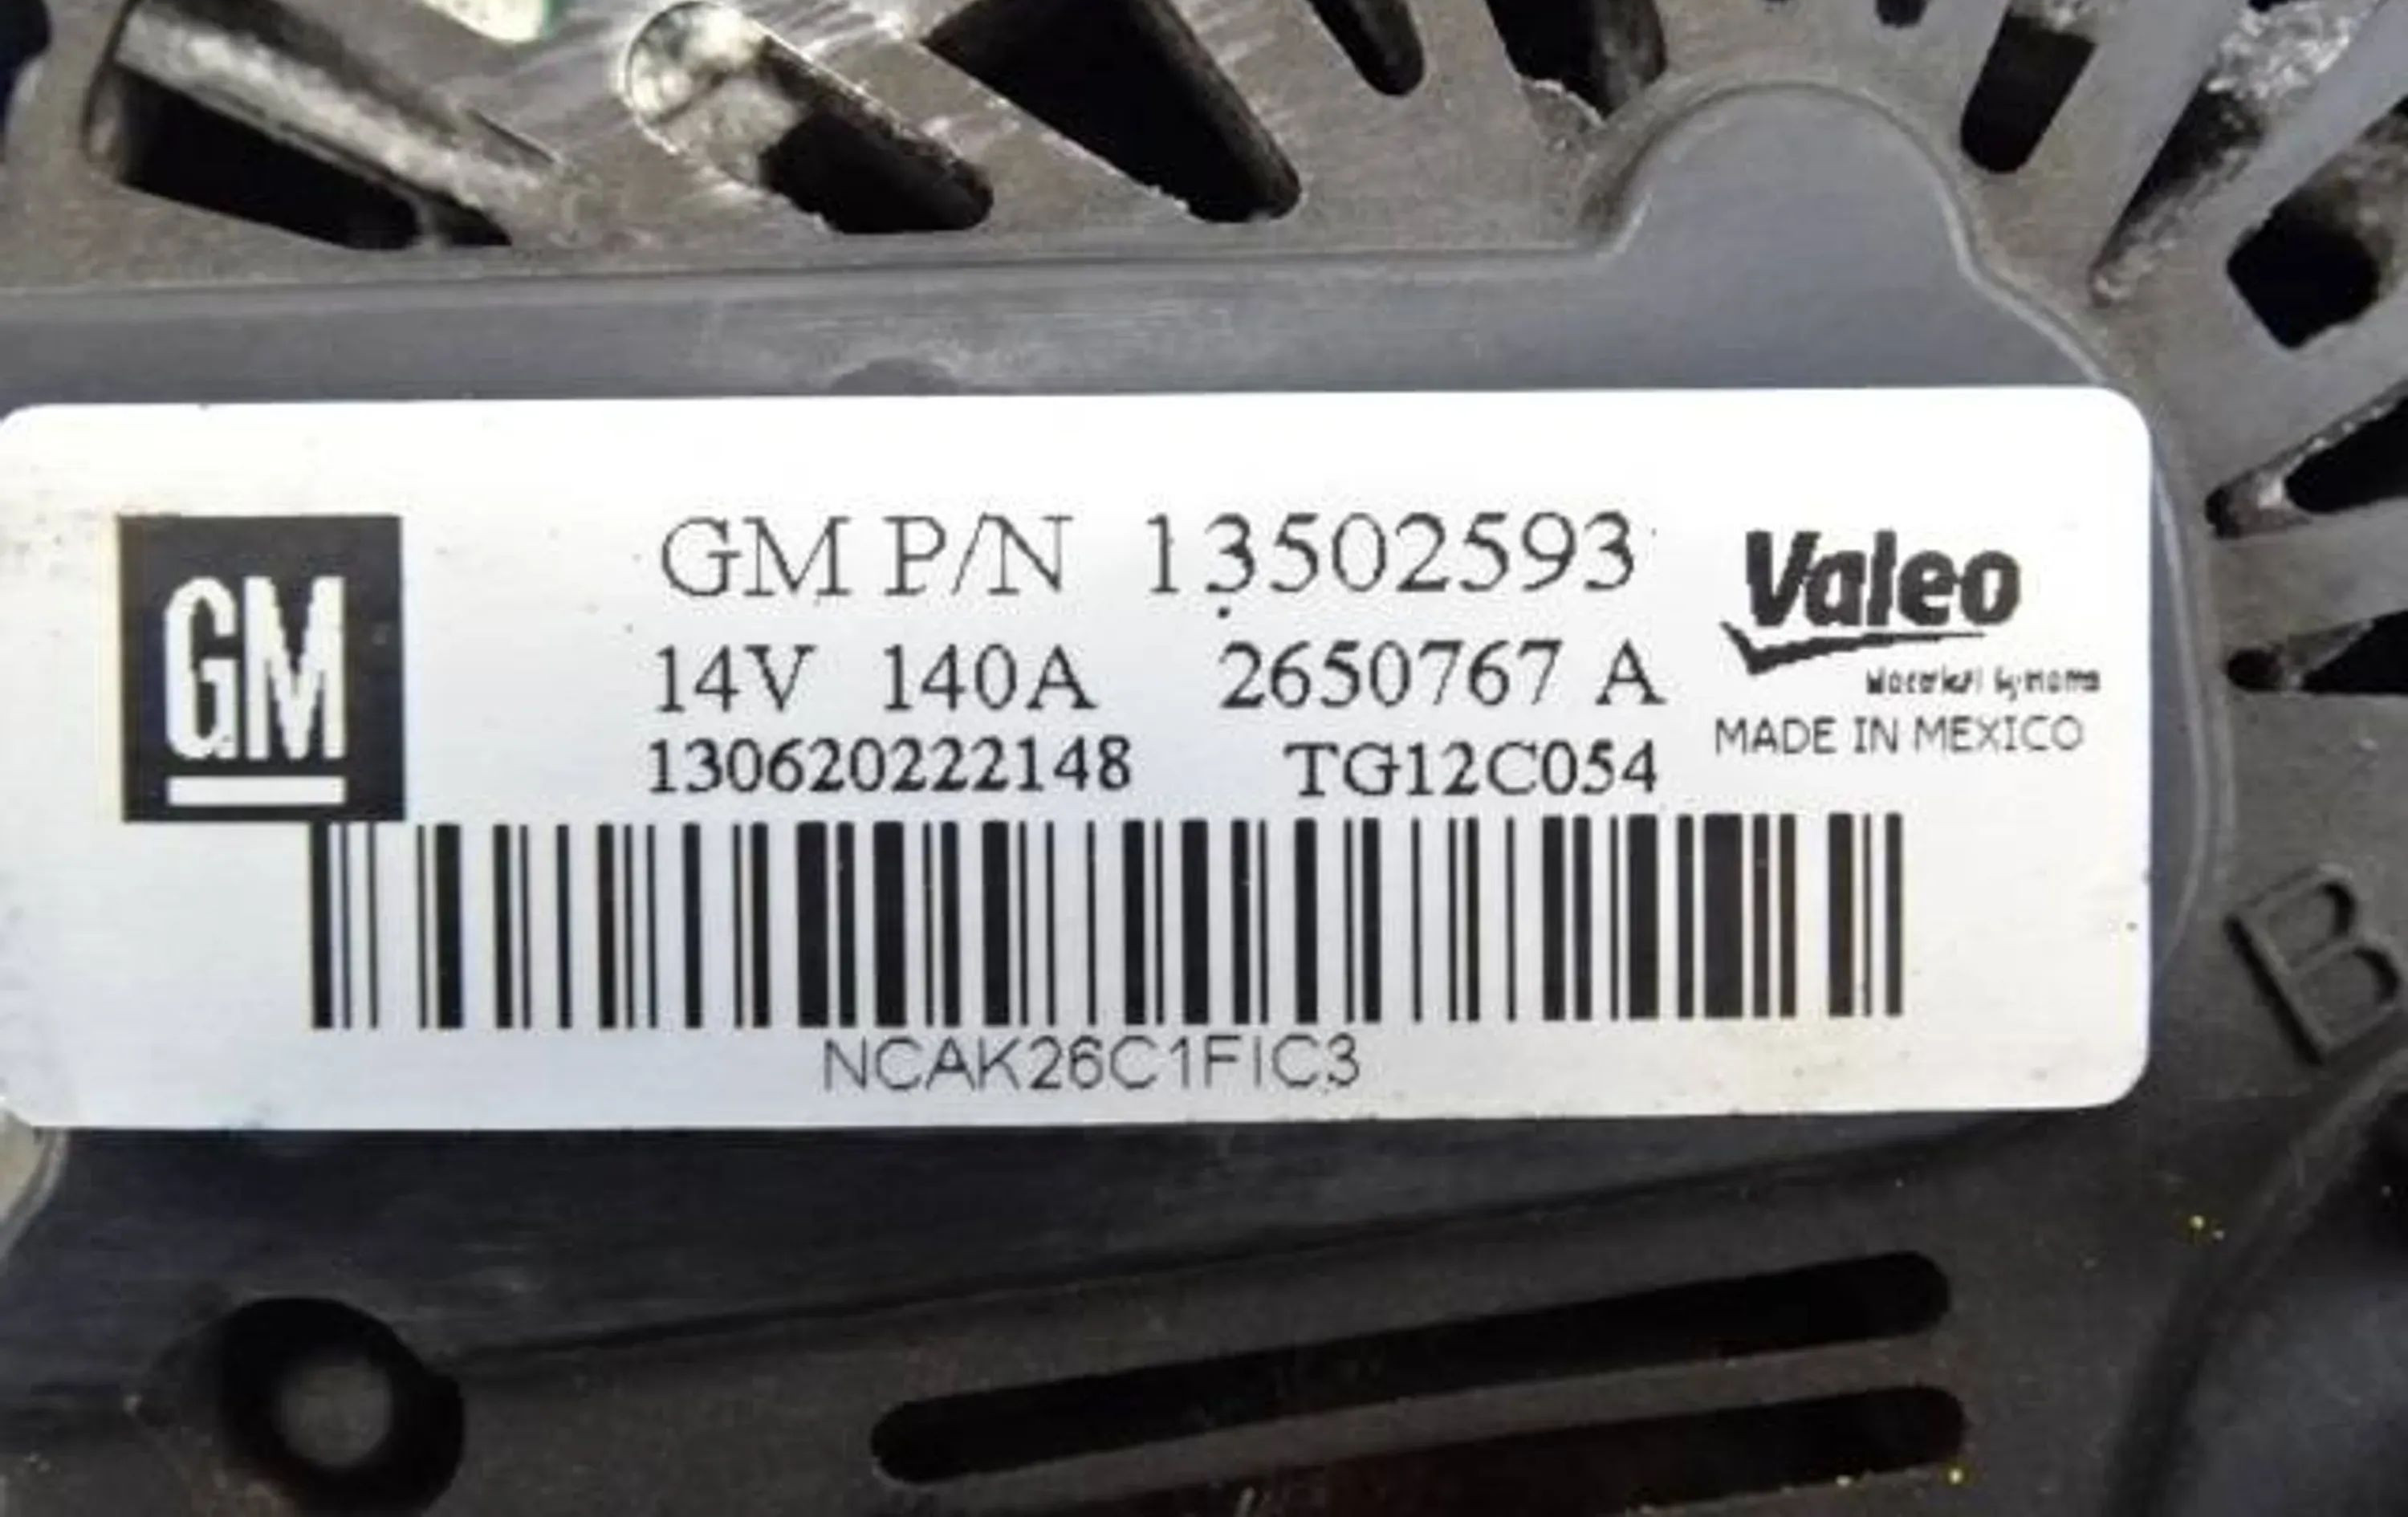 GM
GM P/N 13502593
14V 140A 2650767 A
130620222148 TG12C054
Valeo
MADE IN MEXICO
NCAK26C1FIC3
B